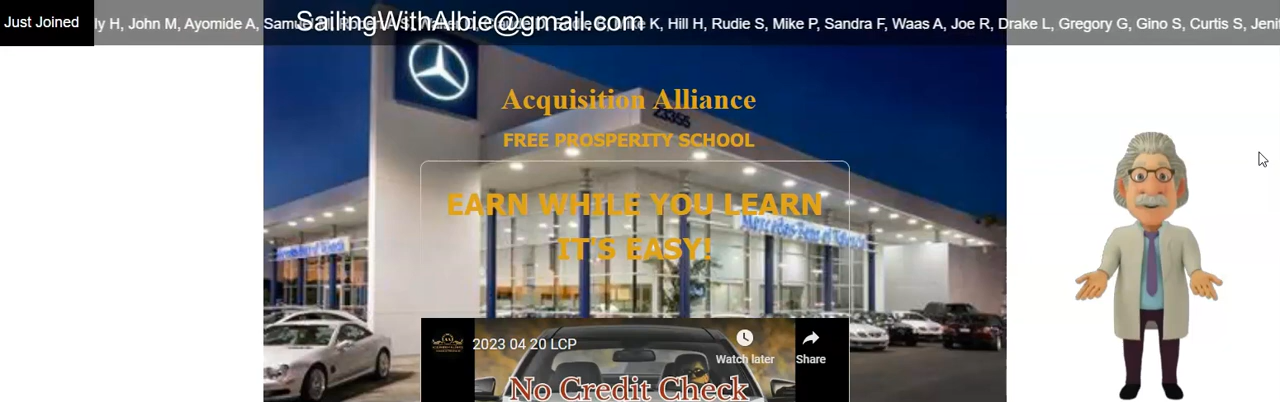 Just Joined
ly H, John M, Ayomide A, K, Hill H, Rudie S, Mike P, Sandra F, Waas A, Joe R, Drake L, Gregory G, Gino S, Curtis S,
SailingWithAlbie@gmail.com
Acquisition Alliance
23355
FREE PROSPERITY SCHOOL
EARN WHILE YOU LEARN
IT'S EASY!
2023 04 20 LCP
Watch later
Share
No Credit Check